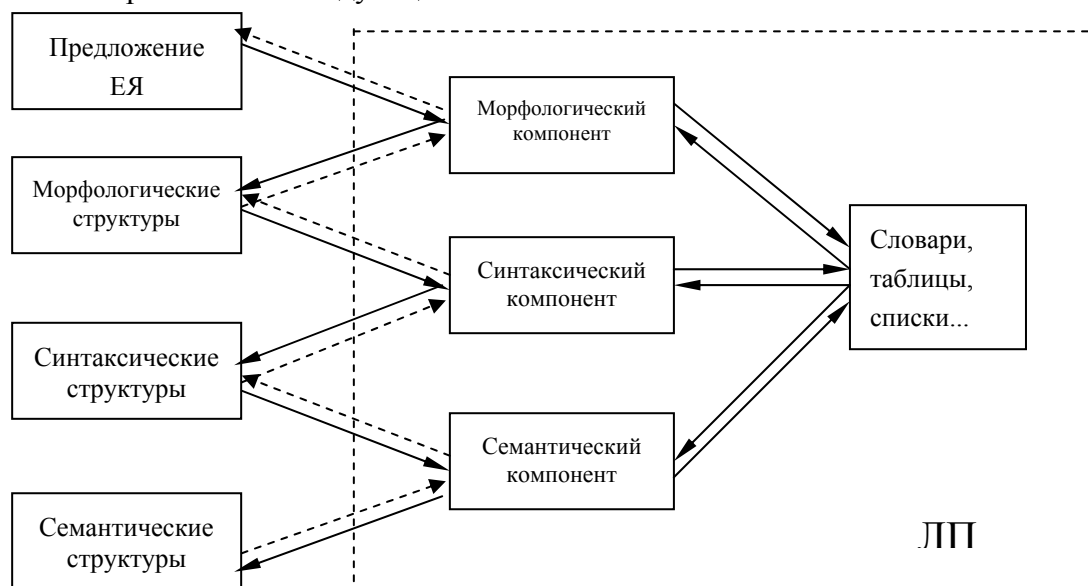 Предложение
ЕЯ
Морфологический
компонент
Морфологические
структуры
Словари,
таблицы,
списки...
Синтаксический
компонент
Синтаксические
структуры
Семантический
компонент
Семантические
структуры
ЛП